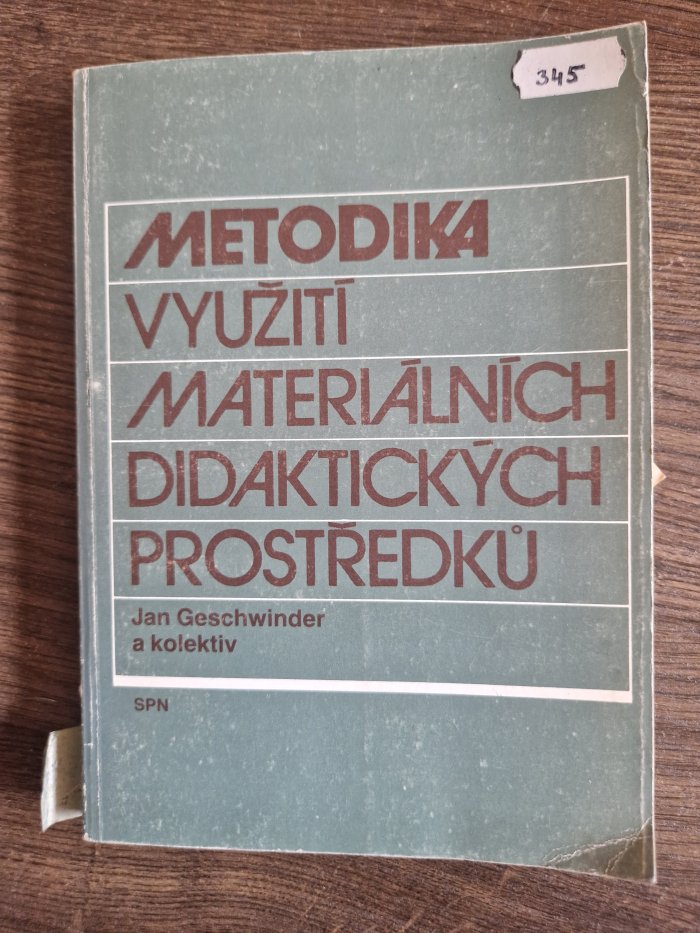 345
METODIKA
VYUŽITÍ
MATERIÁLNÍCH
DIDAKTICKÝCH
PROSTŘEDKŮ
Jan Geschwinder
a kolektiv
SPN